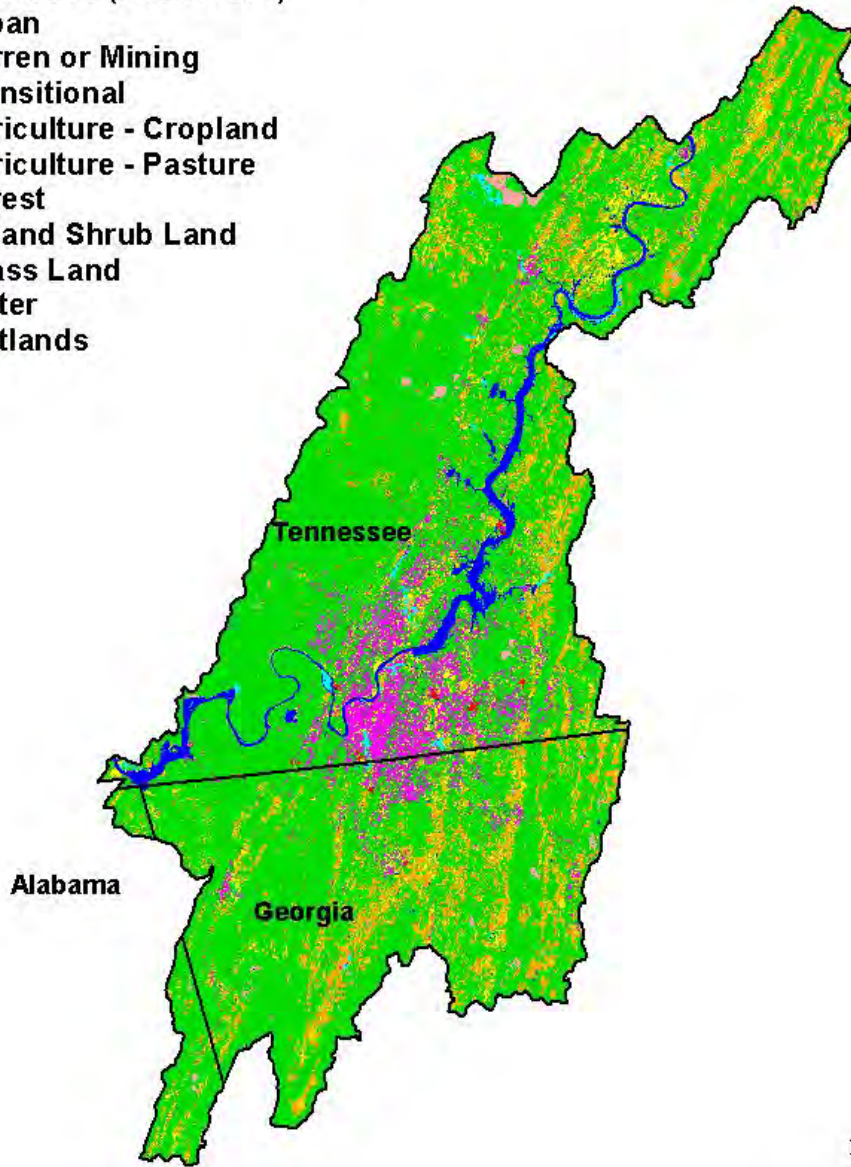 ban
rren or Mining
nsitional
riculture - Cropland
riculture - Pasture
rest
and Shrub Land
ass Land
ter
tlands
Tennessee
Alabama
Georgia